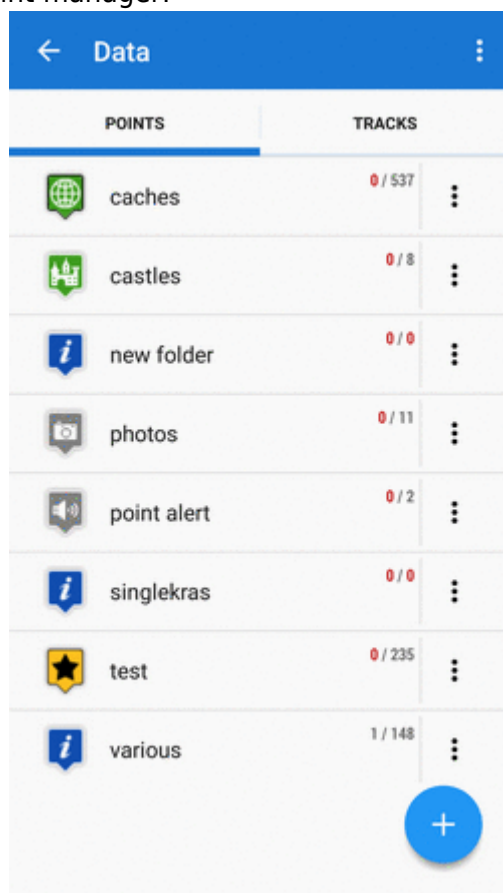 Data
POINTS TRACKS
caches 0 / 537
castles 0 / 8
new folder 0 / 0
photos 0 / 11
point alert 0 / 2
singlekras 0 / 0
test 0 / 235
various 1 / 148